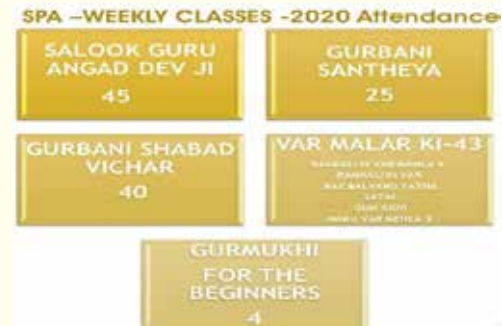 SPA –WEEKLY CLASSES -2020 Attendance
SALOOK GURU
ANGAD DEV JI
45
GURBANI
SANTHEYA
25
GURBANI SHABAD
VICHAR
40
VAR MALAR KI-43
GURMUKHI
FOR THE
BEGINNERS
4